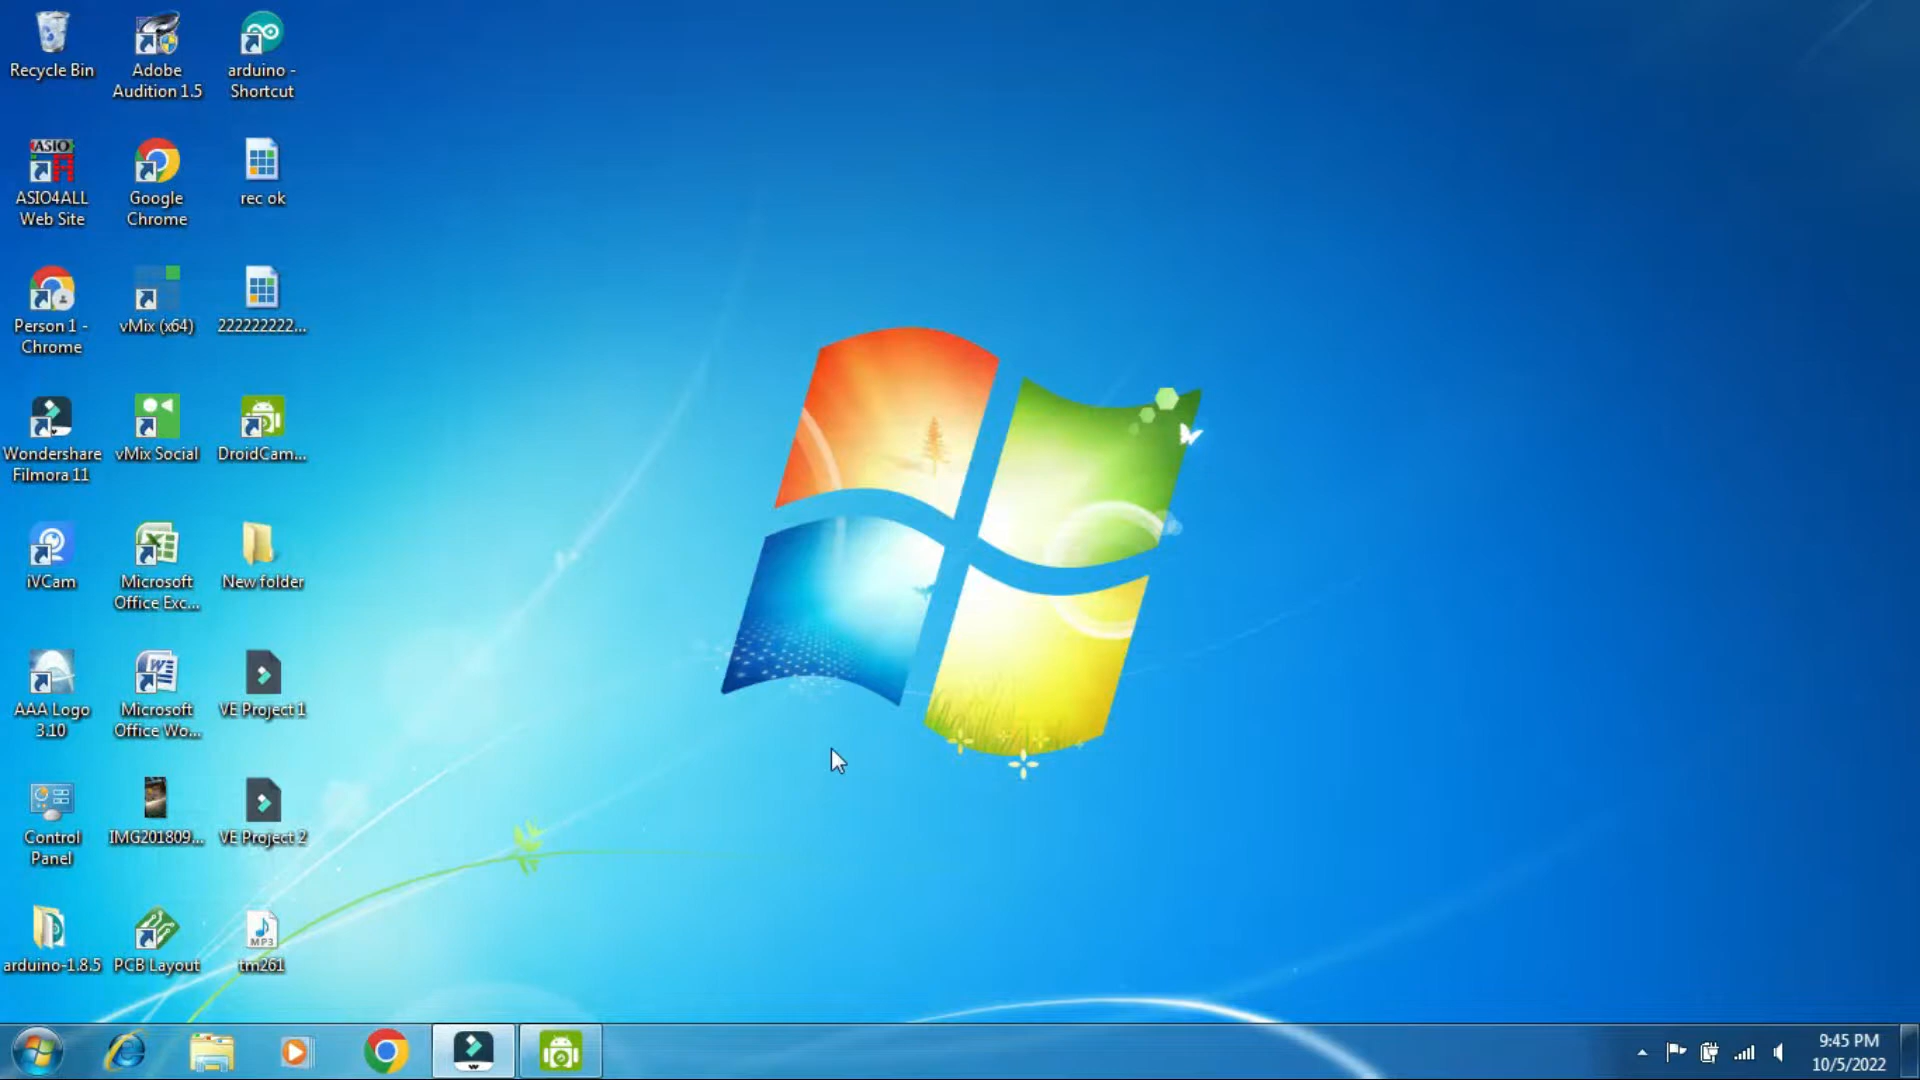 Recycle Bin
Adobe
Audition 1.5
arduino -
Shortcut
ASIO
ASIO4ALL
Web Site
Google
Chrome
rec ok
Person 1 -
Chrome
vMix (x64)
222222222...
Wondershare
Filmora 11
vMix Social
DroidCam...
iVCam
Microsoft
Office Exc...
New folder
AAA Logo
3.10
Microsoft
Office Wo...
VE Project 1
Control
Panel
IMG201809...
VE Project 2
arduino-1.8.5
PCB Layout
MP3
tm261
9:45 PM
10/5/2022